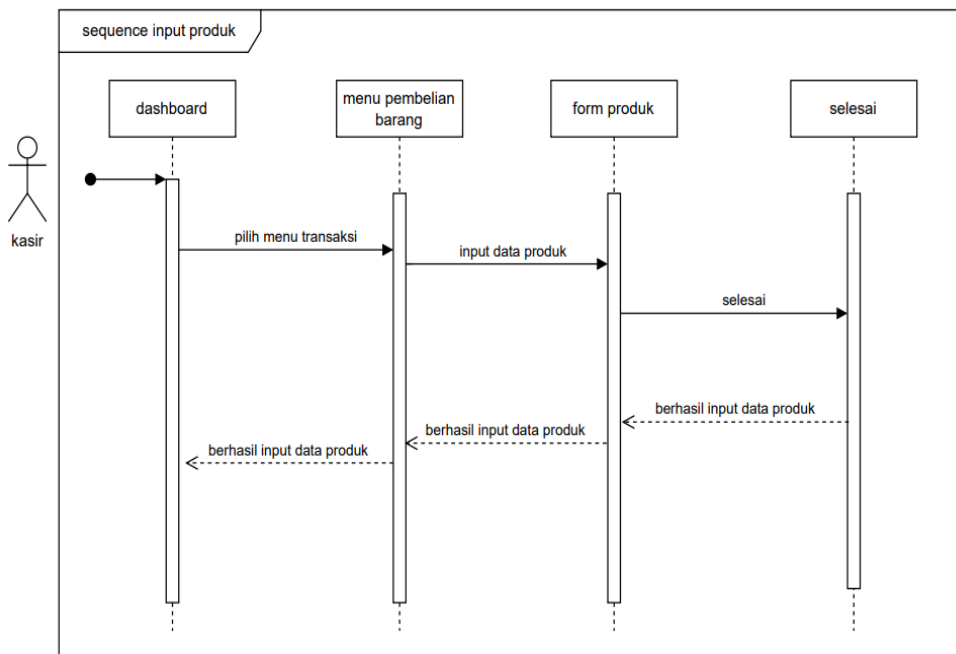 sequence input produk
dashboard
menu pembelian
barang
form produk
selesai
kasir
pilih menu transaksi
input data produk
selesai
berhasil input data produk
berhasil input data produk
berhasil input data produk